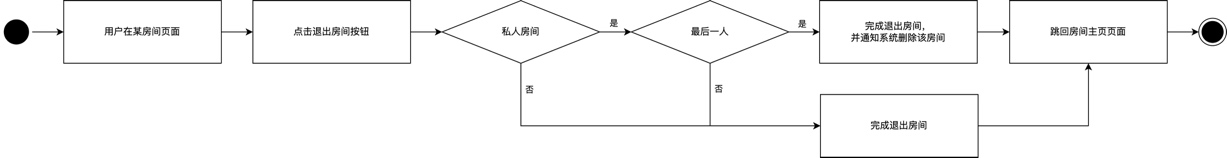 用户在某房间页面
点击退出房间按钮
私人房间
是
最后一人
是
完成退出房间，
并通知系统删除该房间
跳回房间主页页面
否
否
完成退出房间